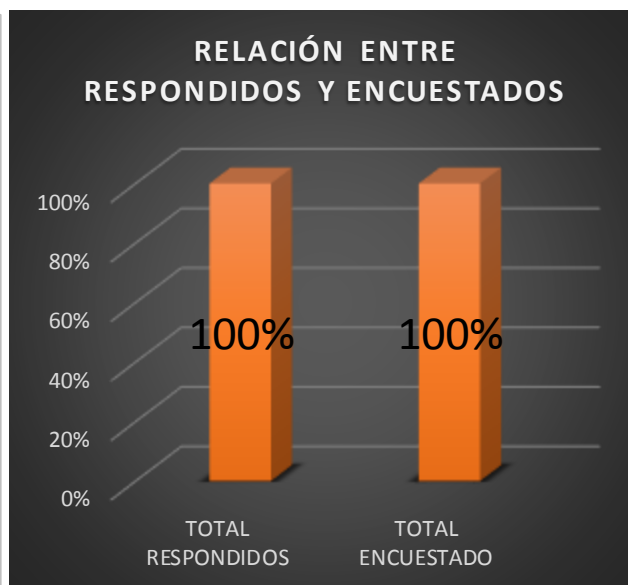 RELACIÓN ENTRE
RESPONDIDOS Y ENCUESTADOS
100%
80%
60%
40%
20%
0%
100%
100%
TOTAL
RESPONDIDOS
TOTAL
ENCUESTADO